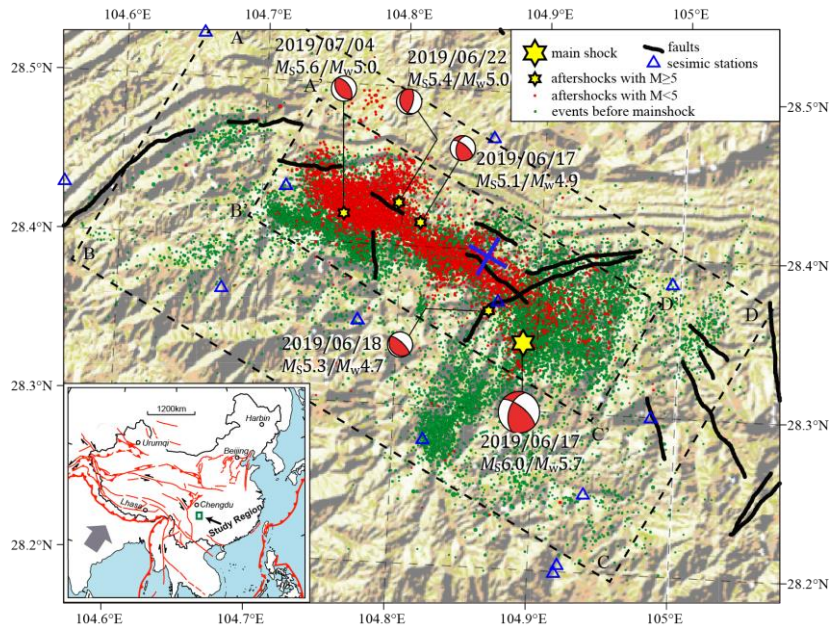 104.6°E 104.7°E 104.8°E 104.9°E 105°E
28.5°N
28.4°N
28.3°N
28.2°N
28.5°N
28.4°N
28.3°N
28.2°N
A
A'
B'
B
D'
D
C'
C
2019/07/04
Ms5.6/Mw5.0
2019/06/22
Ms5.4/Mw5.0
2019/06/17
Ms5.1/Mw4.9
2019/06/18
Ms5.3/Mw4.7
2019/06/17
Ms6.0/Mw5.7
main shock
aftershocks with M≥5
aftershocks with M<5
events before mainshock
faults
sesimic stations
1200km
Harbin
Urumqi
Beijing
Lhasa
Chengdu
Study Region
104.6°E 104.7°E 104.8°E 104.9°E 105°E